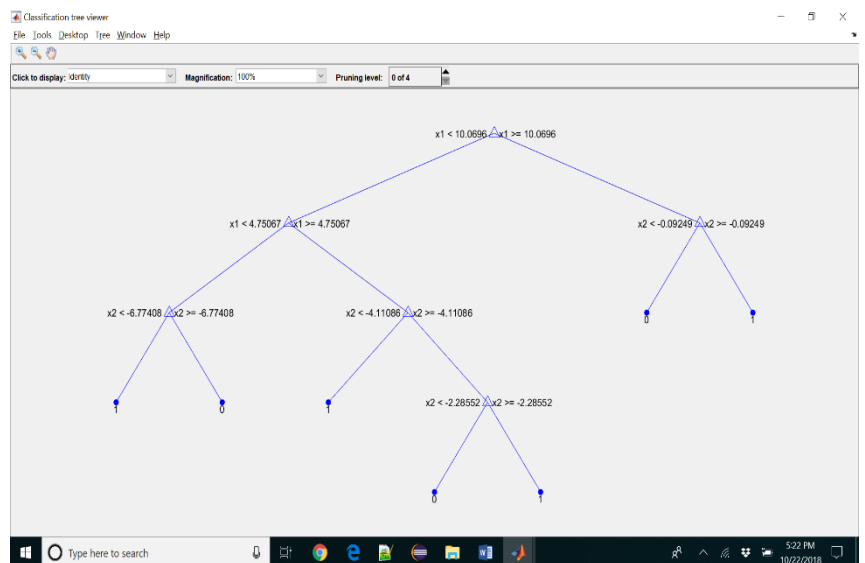 Classification tree viewer
File Tools Desktop Tree Window Help
Click to display: Identity Magnification: 100% Pruning level: 0 of 4
x1 < 10.0696 x1 >= 10.0696
x1 < 4.75067 x1 >= 4.75067
x2 < -0.09249 x2 >= -0.09249
x2 < -6.77408 x2 >= -6.77408
x2 < -4.11086 x2 >= -4.11086
0 1
1 0 1
x2 < -2.28552 x2 >= -2.28552
0 1
Type here to search
5:22 PM
10/22/2018